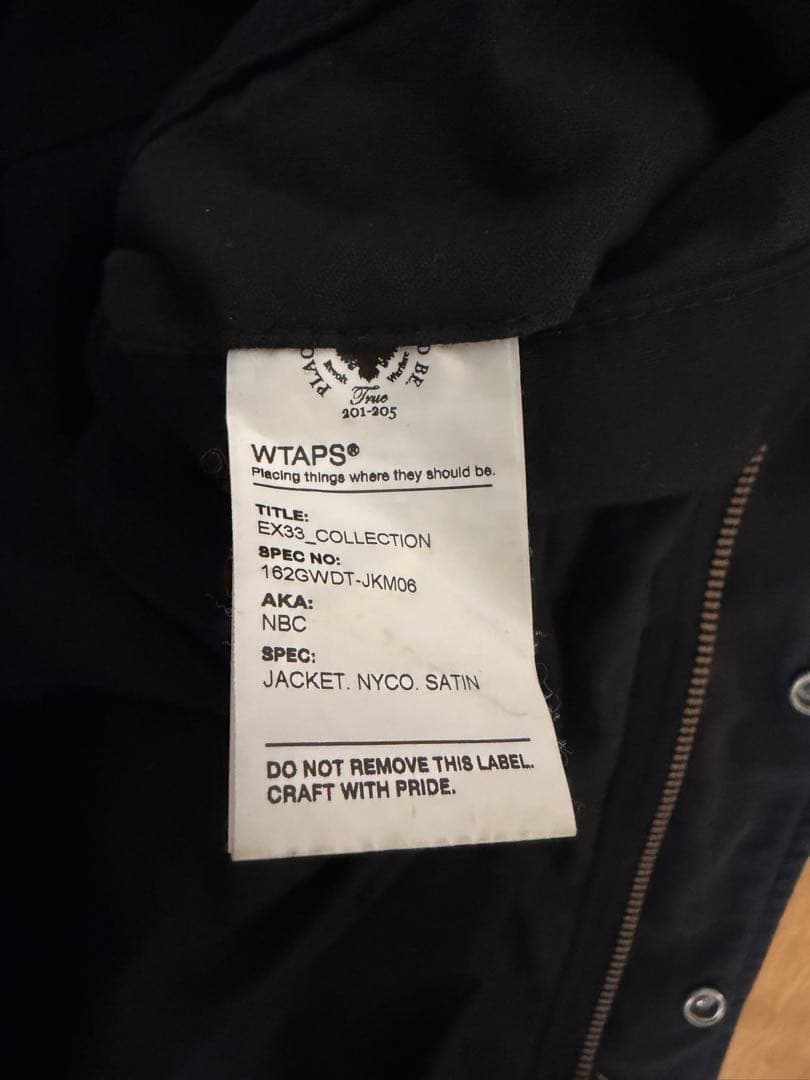 True
201-205
WTAPS®
Placing things where they should be.
TITLE:
EX33_COLLECTION
SPEC NO:
162GWDT-JKM06
AKA:
NBC
SPEC:
JACKET. NYCO. SATIN
DO NOT REMOVE THIS LABEL.
CRAFT WITH PRIDE.